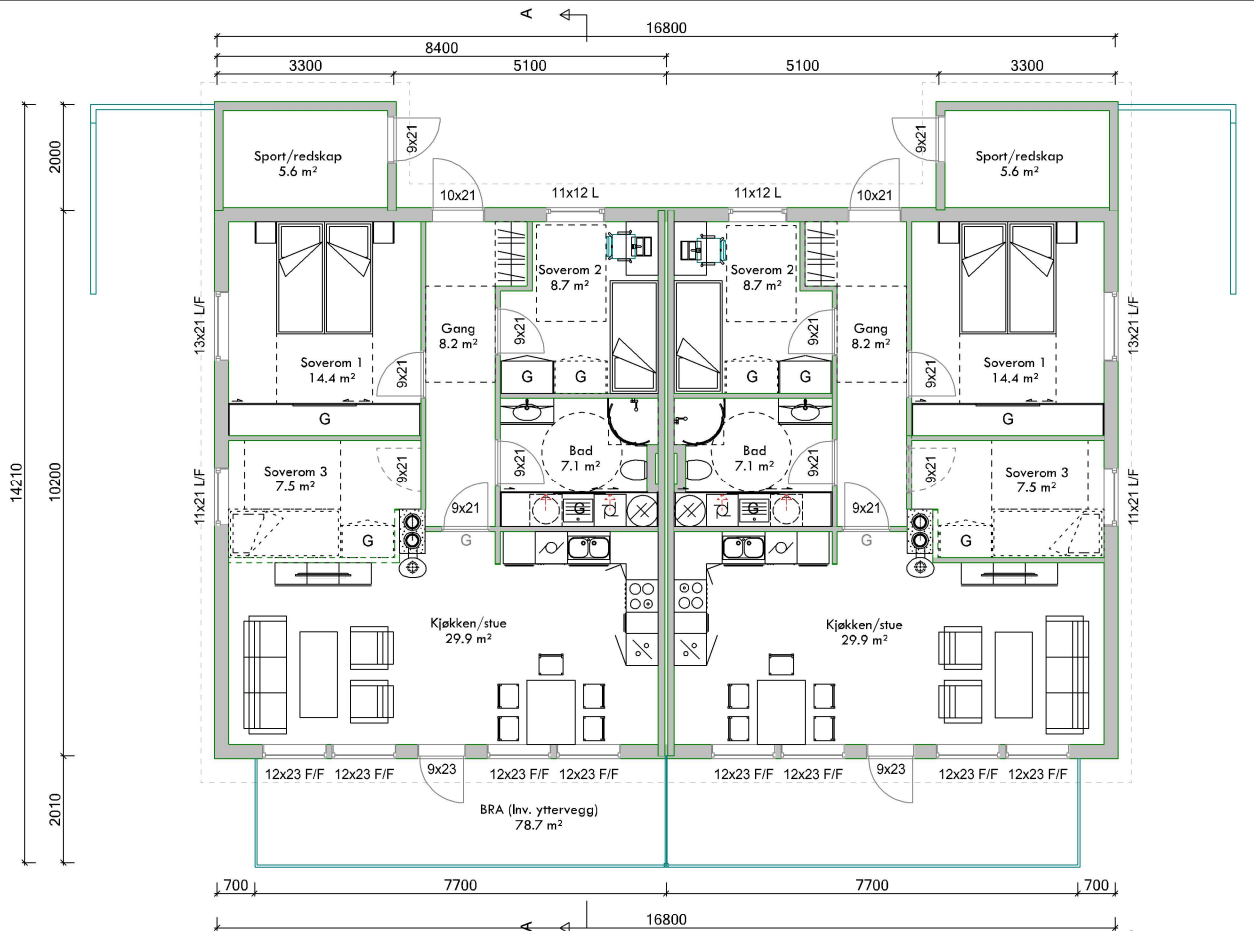 A
16800
8400
3300
5100
5100
3300
14210
2000
10200
2010
Sport/redskap
5.6 m²
9x21
9x21
Sport/redskap
5.6 m²
10x21
11x12 L
11x12 L
10x21
13x21 L/F
13x21 L/F
Soverom 2
8.7 m²
Soverom 2
8.7 m²
Gang
8.2 m²
9x21
9x21
Gang
8.2 m²
Soverom 1
14.4 m²
9x21
G
G
G
G
9x21
Soverom 1
14.4 m²
G
G
11x21 L/F
11x21 L/F
Soverom 3
7.5 m²
9x21
9x21
Bad
7.1 m²
Bad
7.1 m²
9x21
9x21
Soverom 3
7.5 m²
G
9x21
G
G
9x21
G
G
G
Kjøkken/stue
29.9 m²
Kjøkken/stue
29.9 m²
12x23 F/F
12x23 F/F
9x23
12x23 F/F
12x23 F/F
12x23 F/F
12x23 F/F
9x23
12x23 F/F
12x23 F/F
BRA (Inv. yttervegg)
78.7 m²
700
7700
7700
700
A
16800